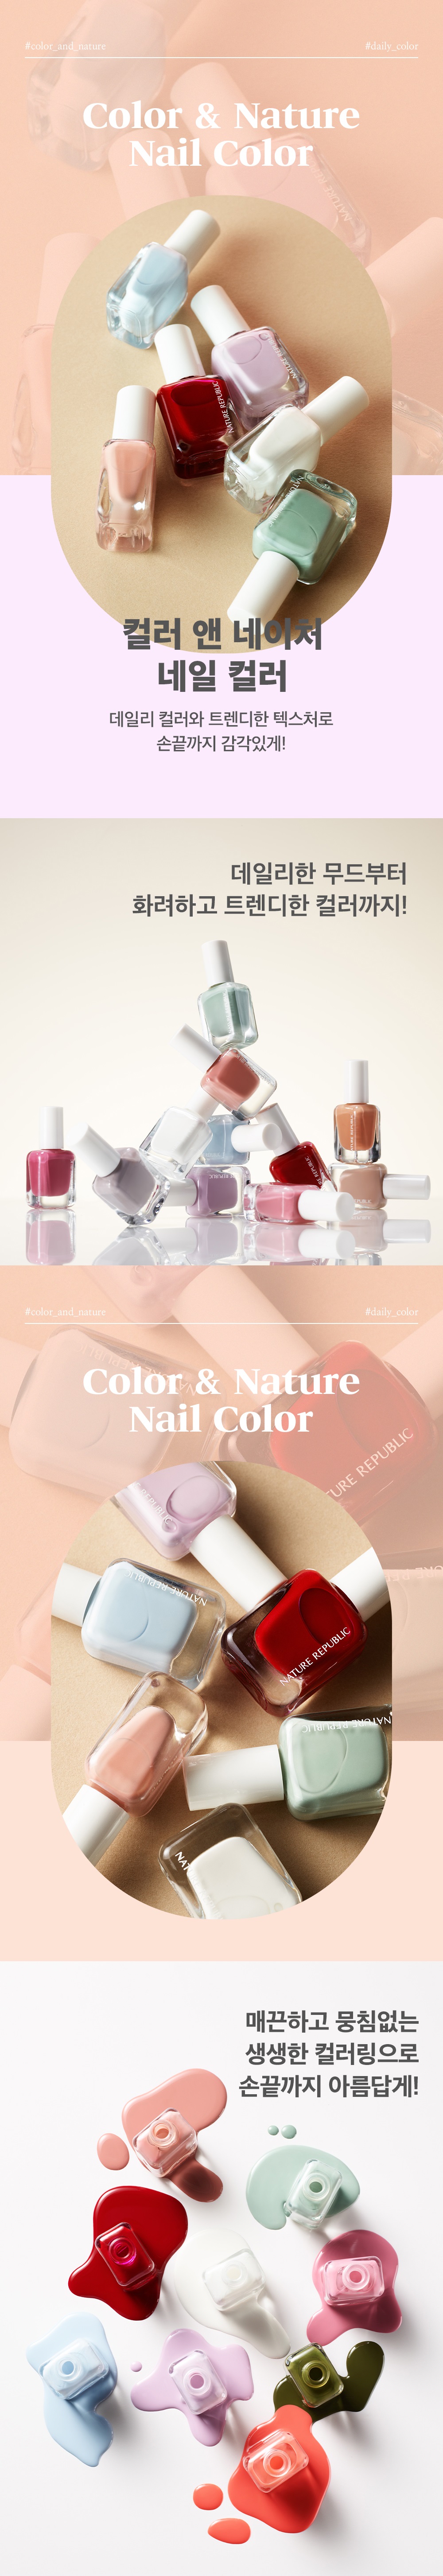 #color_and_nature
#daily_color
Color & Nature
Nail Color
NATURE REPUBLIC
컬러 앤 네이처
네일 컬러
데일리 컬러와 트렌디한 텍스처로
손끝까지 감각있게!
데일리한 무드부터
화려하고 트렌디한 컬러까지!
#color_and_nature
#daily_color
Color & Nature
Nail Color
NATURE REPUBLIC
NATURE REPUBLIC
NATURE REPUBLIC
매끈하고 뭉침없는
생생한 컬러링으로
손끝까지 아름답게!